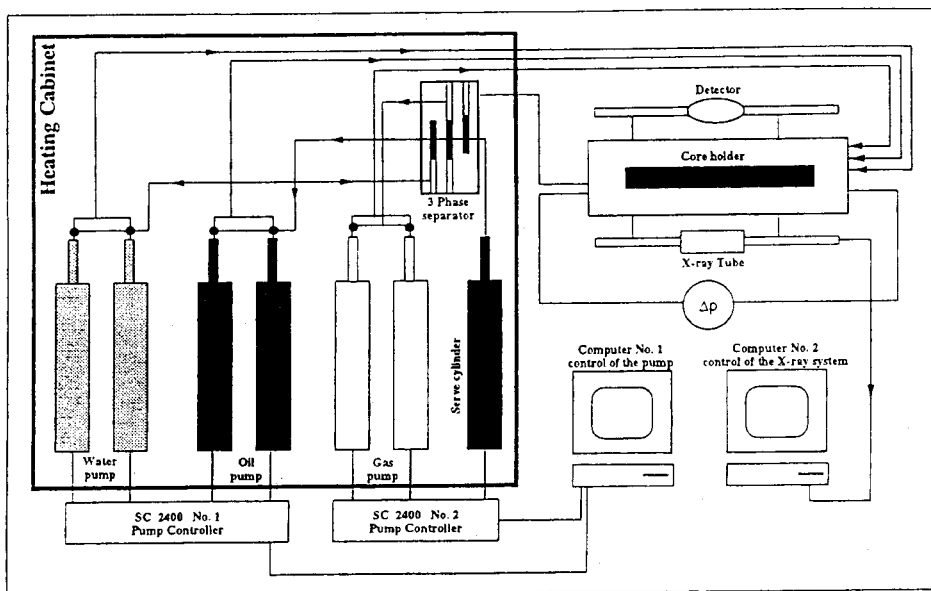 Heating Cabinet
Detector
Core holder
3 Phase
separator
X-ray Tube
Δp
Serve cylinder
Computer No. 1
control of the pump
Computer No. 2
control of the X-ray system
Water
pump
Oil
pump
Gas
pump
SC 2400 No. 1
Pump Controller
SC 2400 No. 2
Pump Controller